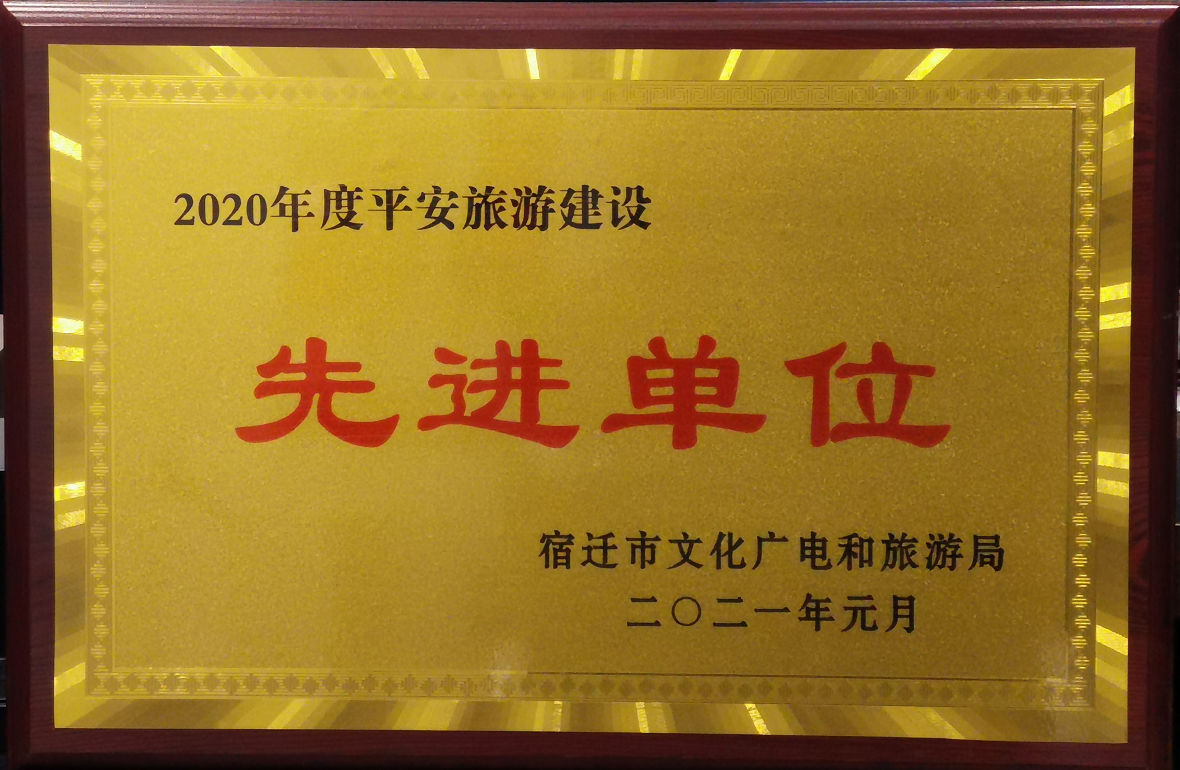 2020年度平安旅游建设
先进单位
宿迁市文化广电和旅游局
二〇二一年元月